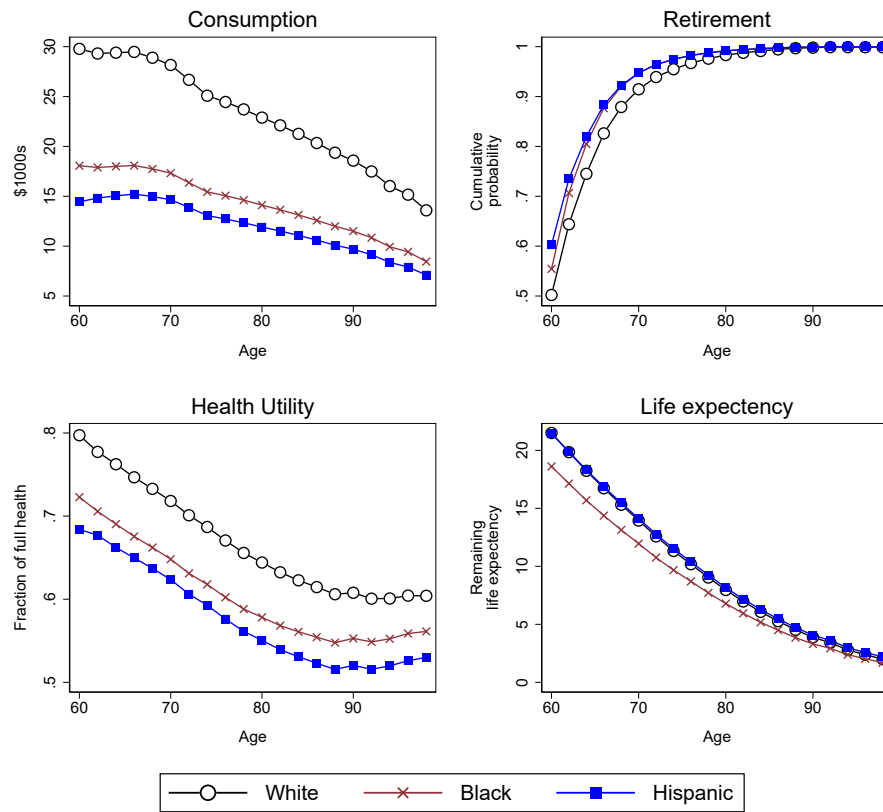 Consumption
$1000s
30
25
20
15
10
5
60 70 80 90
Age
Retirement
Cumulative
probability
1
.9
.8
.7
.6
.5
60 70 80 90
Age
Health Utility
Fraction of full health
.8
.7
.6
.5
60 70 80 90
Age
Life expectency
Remaining
life expectency
20
15
10
5
0
60 70 80 90
Age
White Black Hispanic